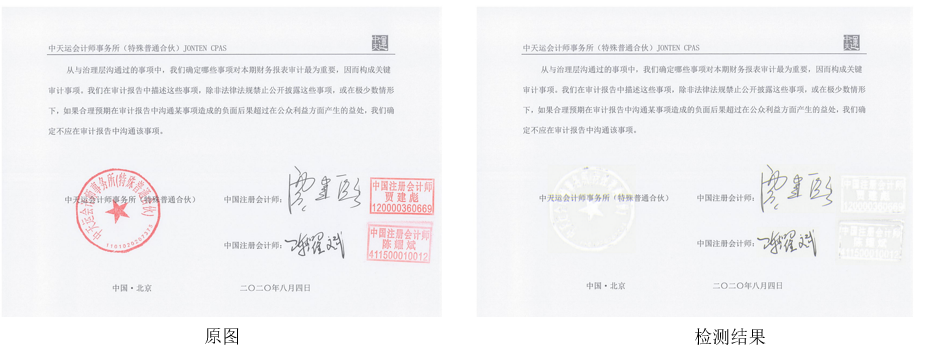 中天运会计师事务所（特殊普通合伙）JONTEN CPAS
从与治理层沟通过的事项中，我们确定哪些事项对本期财务报表审计最为重要，因而构成关键
审计事项。我们在审计报告中描述这些事项，除非法律法规禁止公开披露这些事项，或在极少数情形
下，如果合理预期在审计报告中沟通某事项造成的负面后果超过在公众利益方面产生的益处，我们确
定不应在审计报告中沟通该事项。
中天运会计师事务所（特殊普通合伙）
中天运会计师事务所(特殊普通合伙)
中国注册会计师：
中国注册会计师
贾建彪
120000360669
中国注册会计师：
中国注册会计师
陈翅斌
411500010012
中国·北京
二〇二〇年八月四日
原图
中天运会计师事务所（特殊普通合伙）JONTEN CPAS
从与治理层沟通过的事项中，我们确定哪些事项对本期财务报表审计最为重要，因而构成关键
审计事项。我们在审计报告中描述这些事项，除非法律法规禁止公开披露这些事项，或在极少数情形
下，如果合理预期在审计报告中沟通某事项造成的负面后果超过在公众利益方面产生的益处，我们确
定不应在审计报告中沟通该事项。
中天运会计师事务所（特殊普通合伙）
中国注册会计师：
中国注册会计师：
中国·北京
二〇二〇年八月四日
检测结果